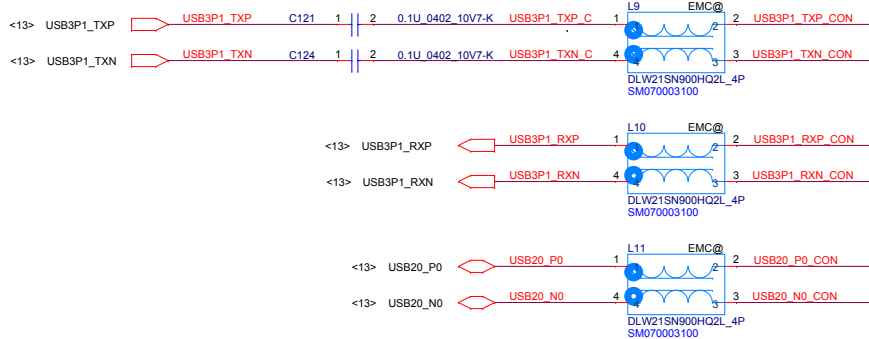 L9 EMC@
<13> USB3P1_TXP USB3P1_TXP C121 1 2 0.1U_0402_10V7-K USB3P1_TXP_C 1 2 2 USB3P1_TXP_CON
<13> USB3P1_TXN USB3P1_TXN C124 1 2 0.1U_0402_10V7-K USB3P1_TXN_C 4 4 3 3 USB3P1_TXN_CON
DLW21SN900HQ2L_4P
SM070003100
L10 EMC@
<13> USB3P1_RXP USB3P1_RXP 1 2 2 USB3P1_RXP_CON
<13> USB3P1_RXN USB3P1_RXN 4 4 3 3 USB3P1_RXN_CON
DLW21SN900HQ2L_4P
SM070003100
L11 EMC@
<13> USB20_P0 USB20_P0 1 2 2 USB20_P0_CON
<13> USB20_N0 USB20_N0 4 4 3 3 USB20_N0_CON
DLW21SN900HQ2L_4P
SM070003100